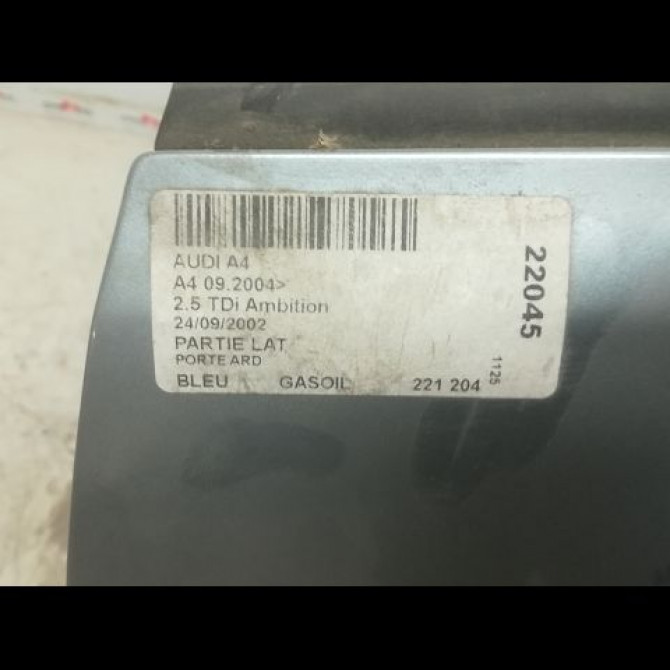 AUDI A4
A4 09.2004>
2.5 TDi Ambition
24/09/2002
PARTIE LAT
PORTE ARD
BLEU GASOIL 221 204
1125
22045